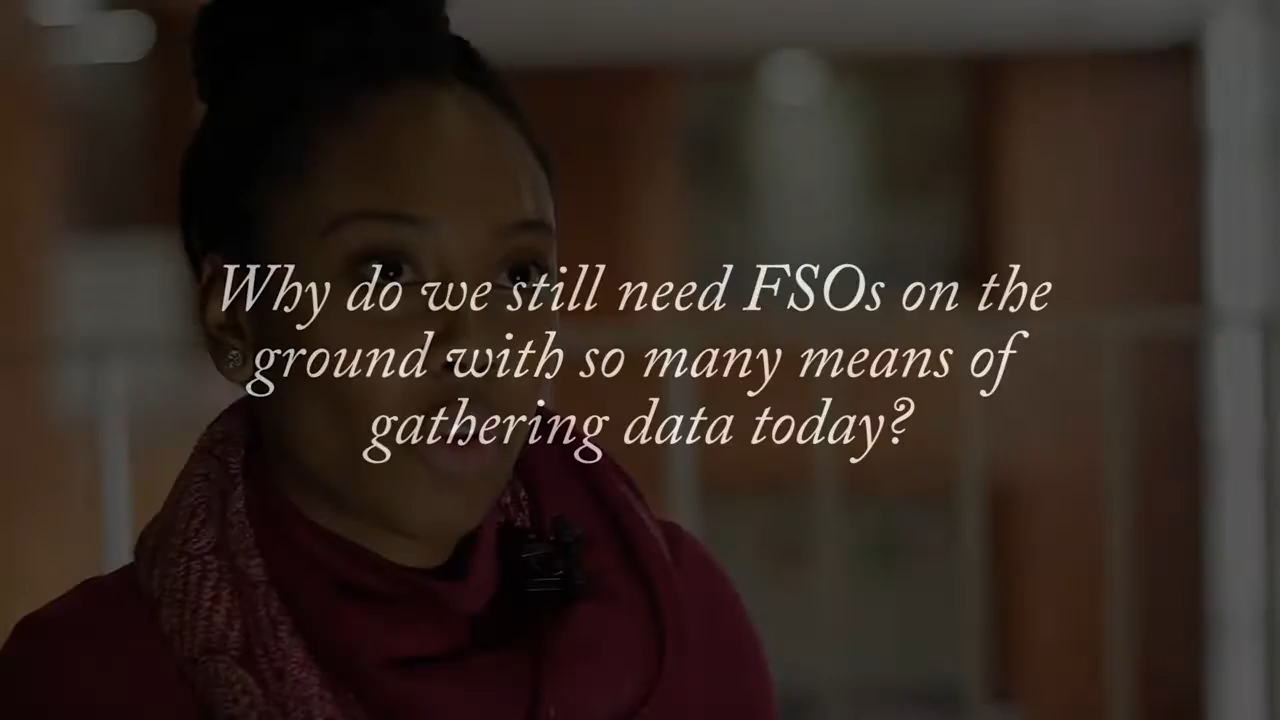 Why do we still need FSOs on the
ground with so many means of
gathering data today?